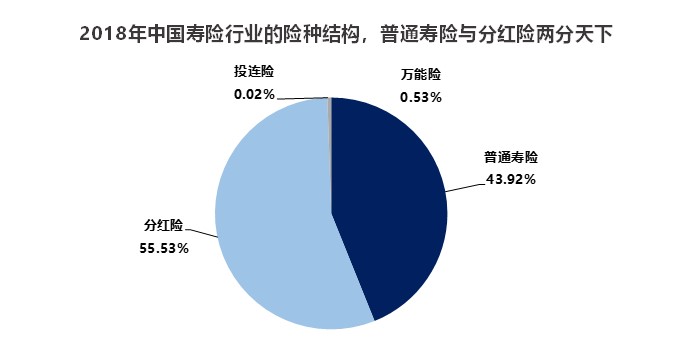 2018年中国寿险行业的险种结构，普通寿险与分红险两分天下
投连险
0.02%
万能险
0.53%
普通寿险
43.92%
分红险
55.53%